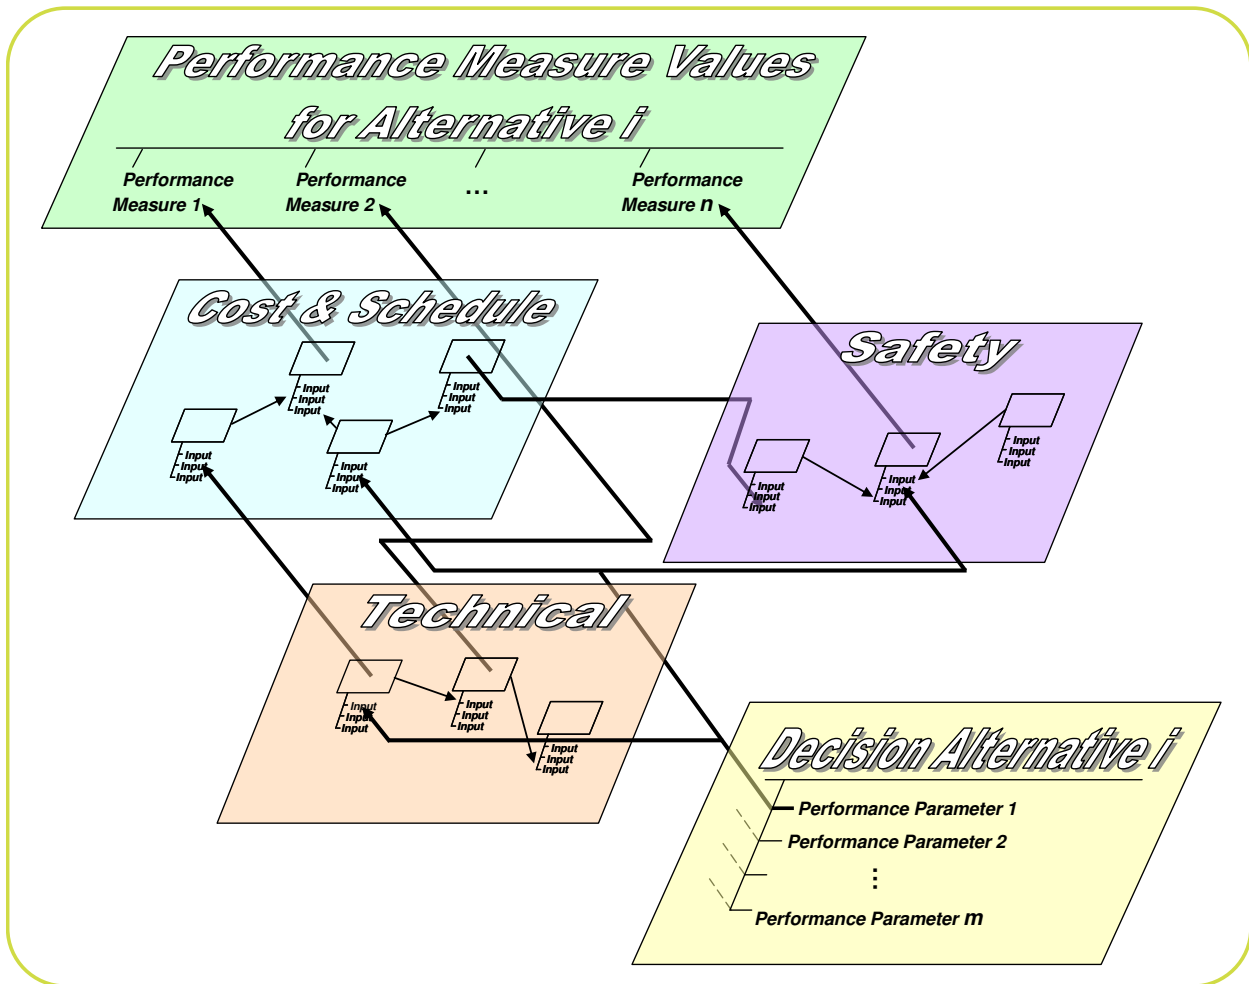 Performance Measure Values
for Alternative i
Performance
Measure 1
Performance
Measure 2
...
Performance
Measure n
Cost & Schedule
Input
Input
Input
Input
Input
Input
Input
Input
Input
Input
Input
Input
Safety
Input
Input
Input
Input
Input
Input
Input
Input
Input
Technical
Input
Input
Input
Input
Input
Input
Input
Input
Input
Decision Alternative i
Performance Parameter 1
Performance Parameter 2
⋮
Performance Parameter m